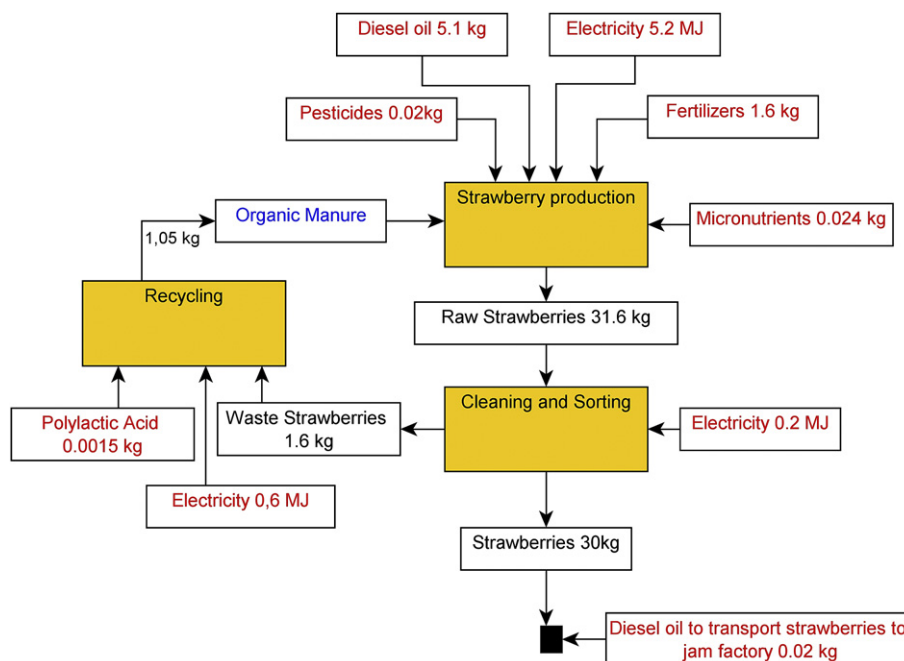 Diesel oil 5.1 kg
Electricity 5.2 MJ
Pesticides 0.02kg
Fertilizers 1.6 kg
Strawberry production
Organic Manure
Micronutrients 0.024 kg
1,05 kg
Recycling
Raw Strawberries 31.6 kg
Cleaning and Sorting
Polylactic Acid
0.0015 kg
Waste Strawberries
1.6 kg
Electricity 0.2 MJ
Electricity 0,6 MJ
Strawberries 30kg
Diesel oil to transport strawberries to
jam factory 0.02 kg